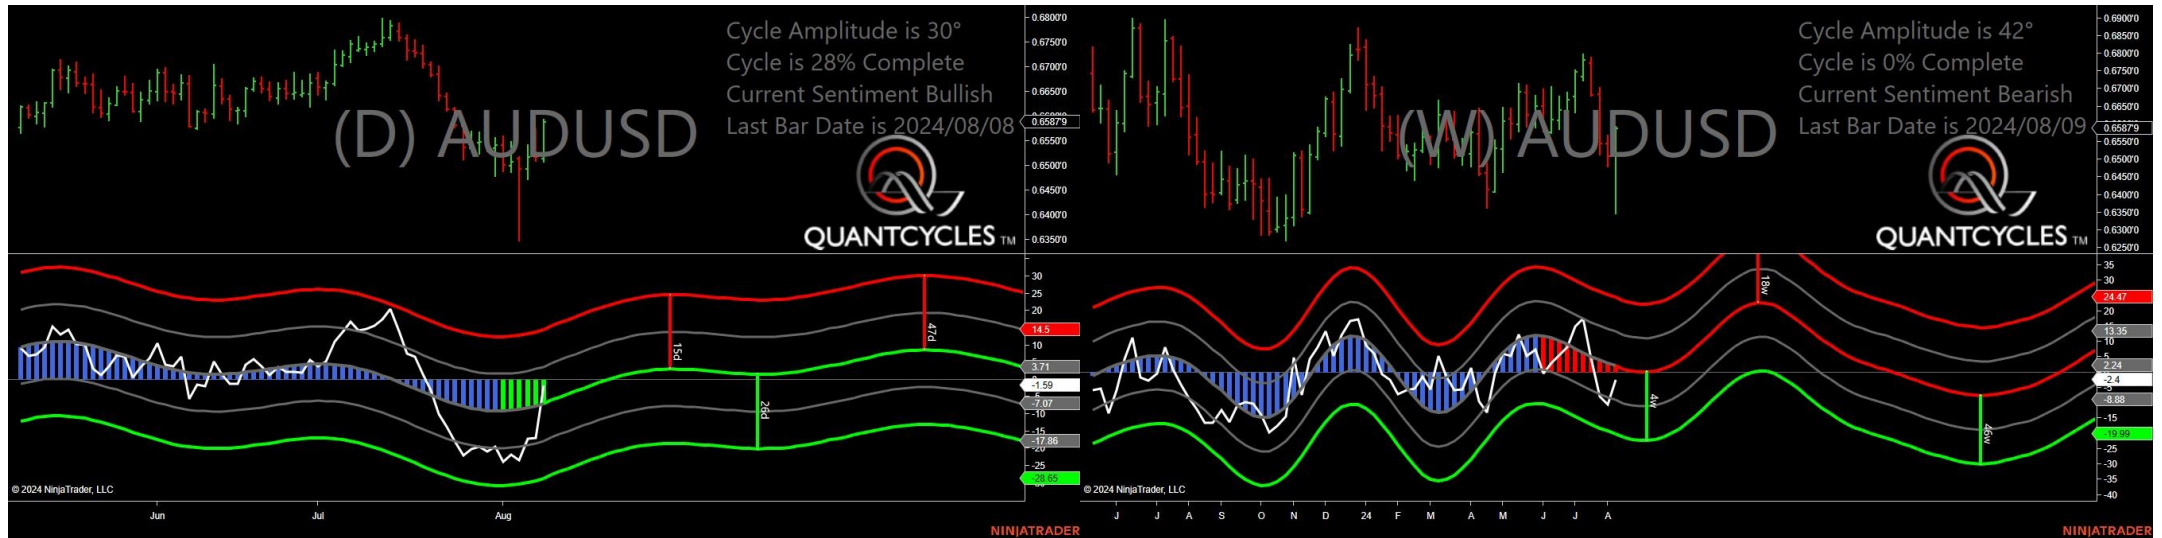 Cycle Amplitude is 30°
Cycle is 28% Complete
Current Sentiment Bullish
Last Bar Date is 2024/08/08
(D) AUDUSD
QUANTCYCLES TM
0.6800'0
0.6750'0
0.6700'0
0.6650'0
0.6587'9
0.6550'0
0.6500'0
0.6450'0
0.6400'0
0.6350'0
30
25
20
14.5
10
3.71
-1.59
-7.07
-10
-15
-17.86
-20
-25
-28.65
15d
26d
47d
© 2024 NinjaTrader, LLC
Jun
Jul
Aug
NINJATRADER
Cycle Amplitude is 42°
Cycle is 0% Complete
Current Sentiment Bearish
Last Bar Date is 2024/08/09
(W) AUDUSD
QUANTCYCLES TM
0.6900'0
0.6850'0
0.6800'0
0.6750'0
0.6700'0
0.6650'0
0.6587'9
0.6550'0
0.6500'0
0.6450'0
0.6400'0
0.6350'0
0.6300'0
0.6250'0
35
30
24.47
20
13.35
10
5
2.24
-2.4
-5
-8.88
-15
-19.99
-25
-30
-35
-40
18w
4w
46w
© 2024 NinjaTrader, LLC
J
J
A
S
O
N
D
24
F
M
A
M
J
J
A
NINJATRADER